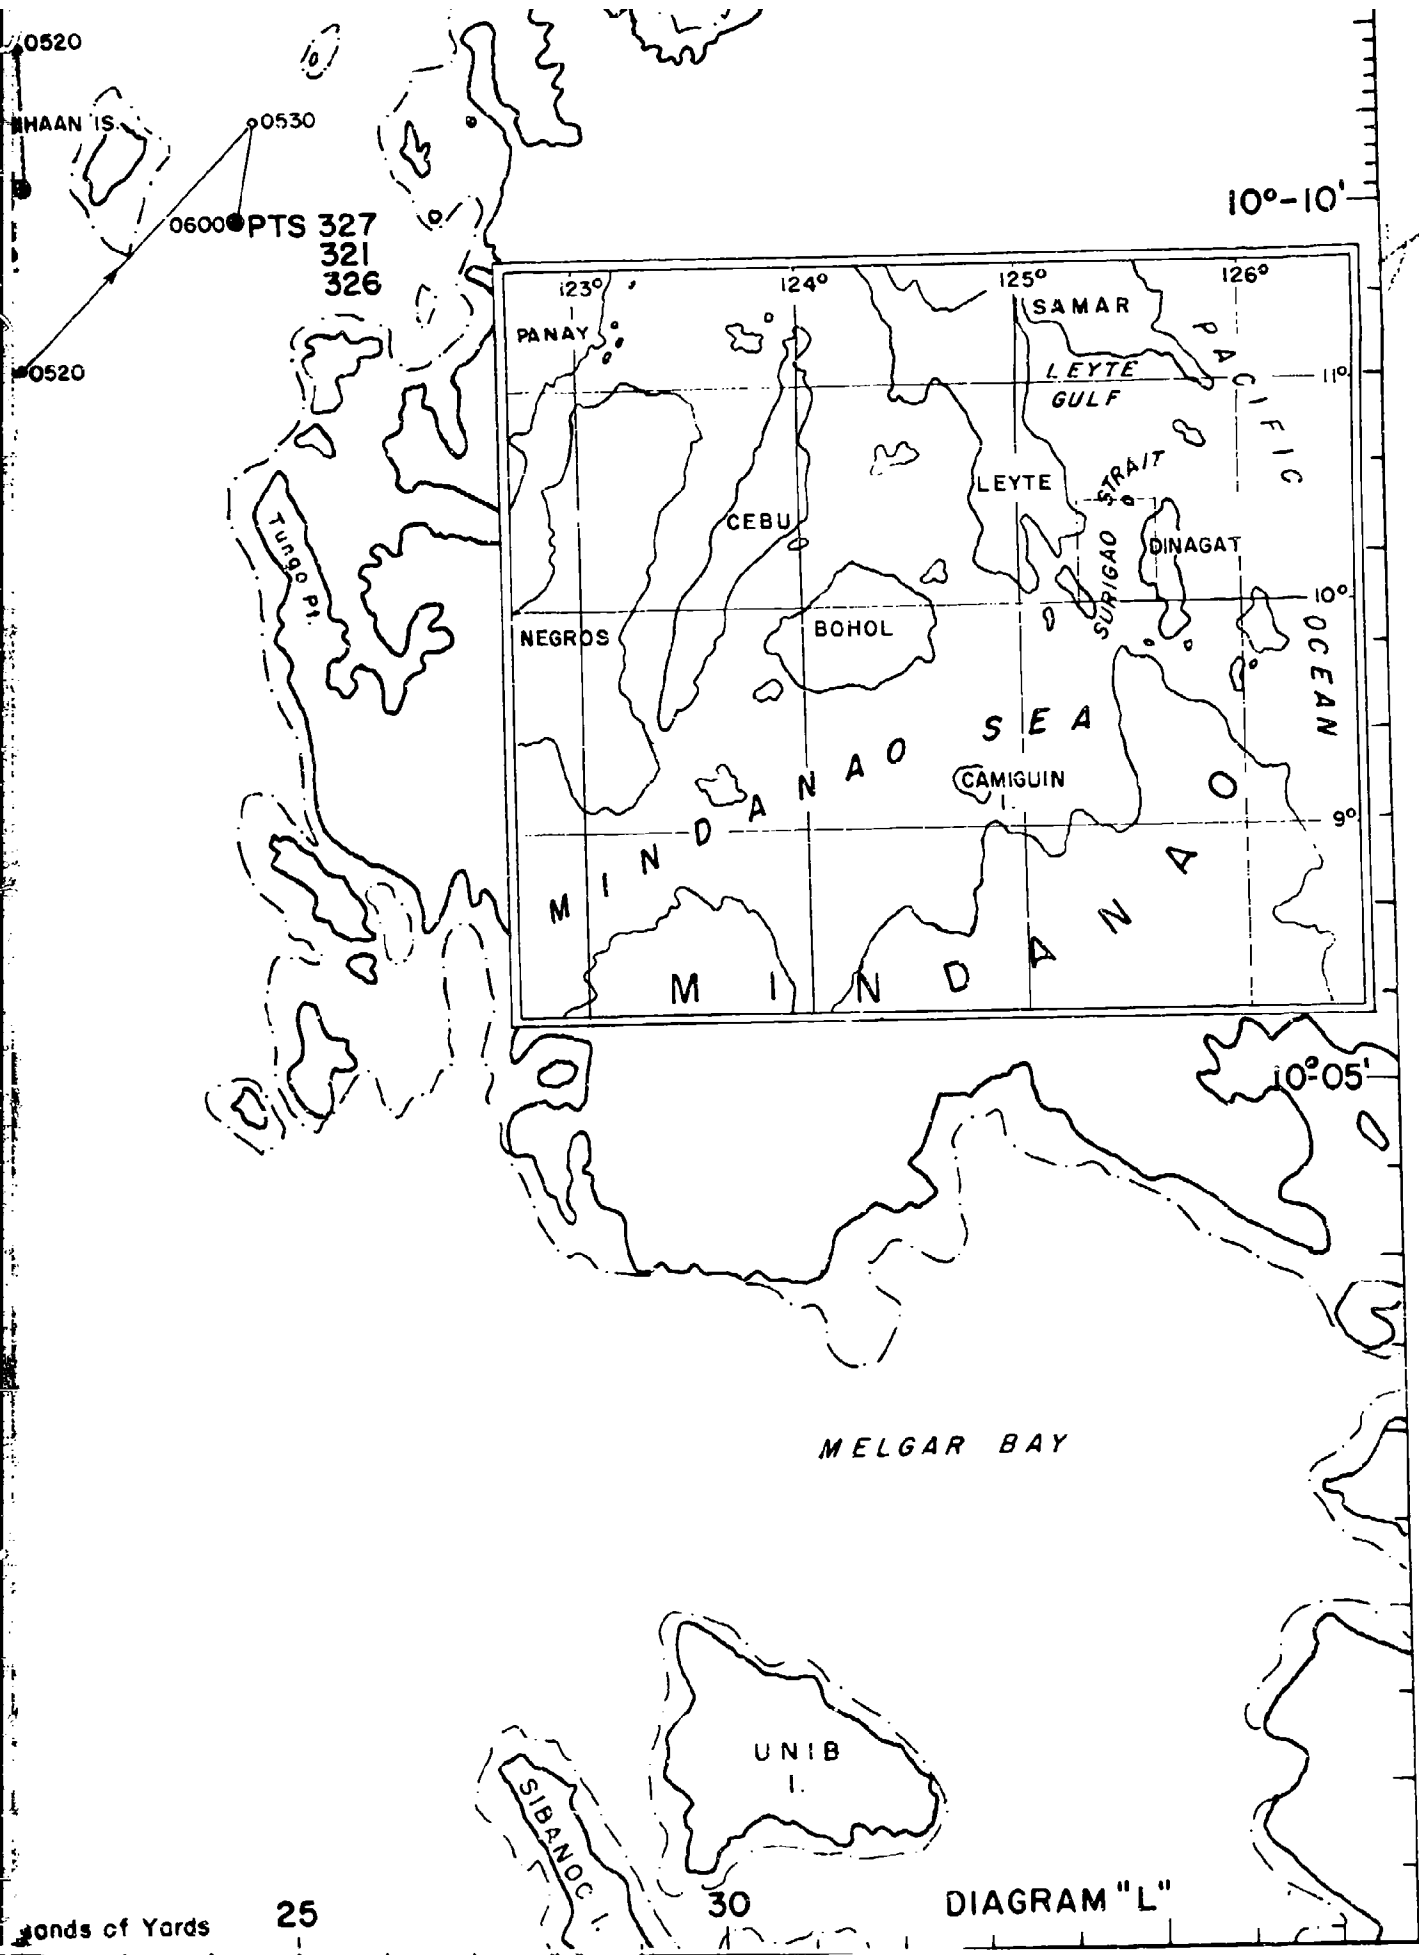 0520
HAAN IS.
0530
10°-10'
0600 PTS 327
321
326
0520
123° 124° 125° 126°
PANAY
SAMAR
PACIFIC
LEYTE
GULF
11°
LEYTE
STRAIT
CEBU
SURIGAO
DINAGAT
10°
NEGROS
BOHOL
OCEAN
Tungo Pt.
MINDANAO SEA
CAMIGUIN
9°
MINDANAO
10°-05'
MELGAR BAY
UNIB
I.
SIBANOC I.
sands of Yards 25 30 DIAGRAM "L"